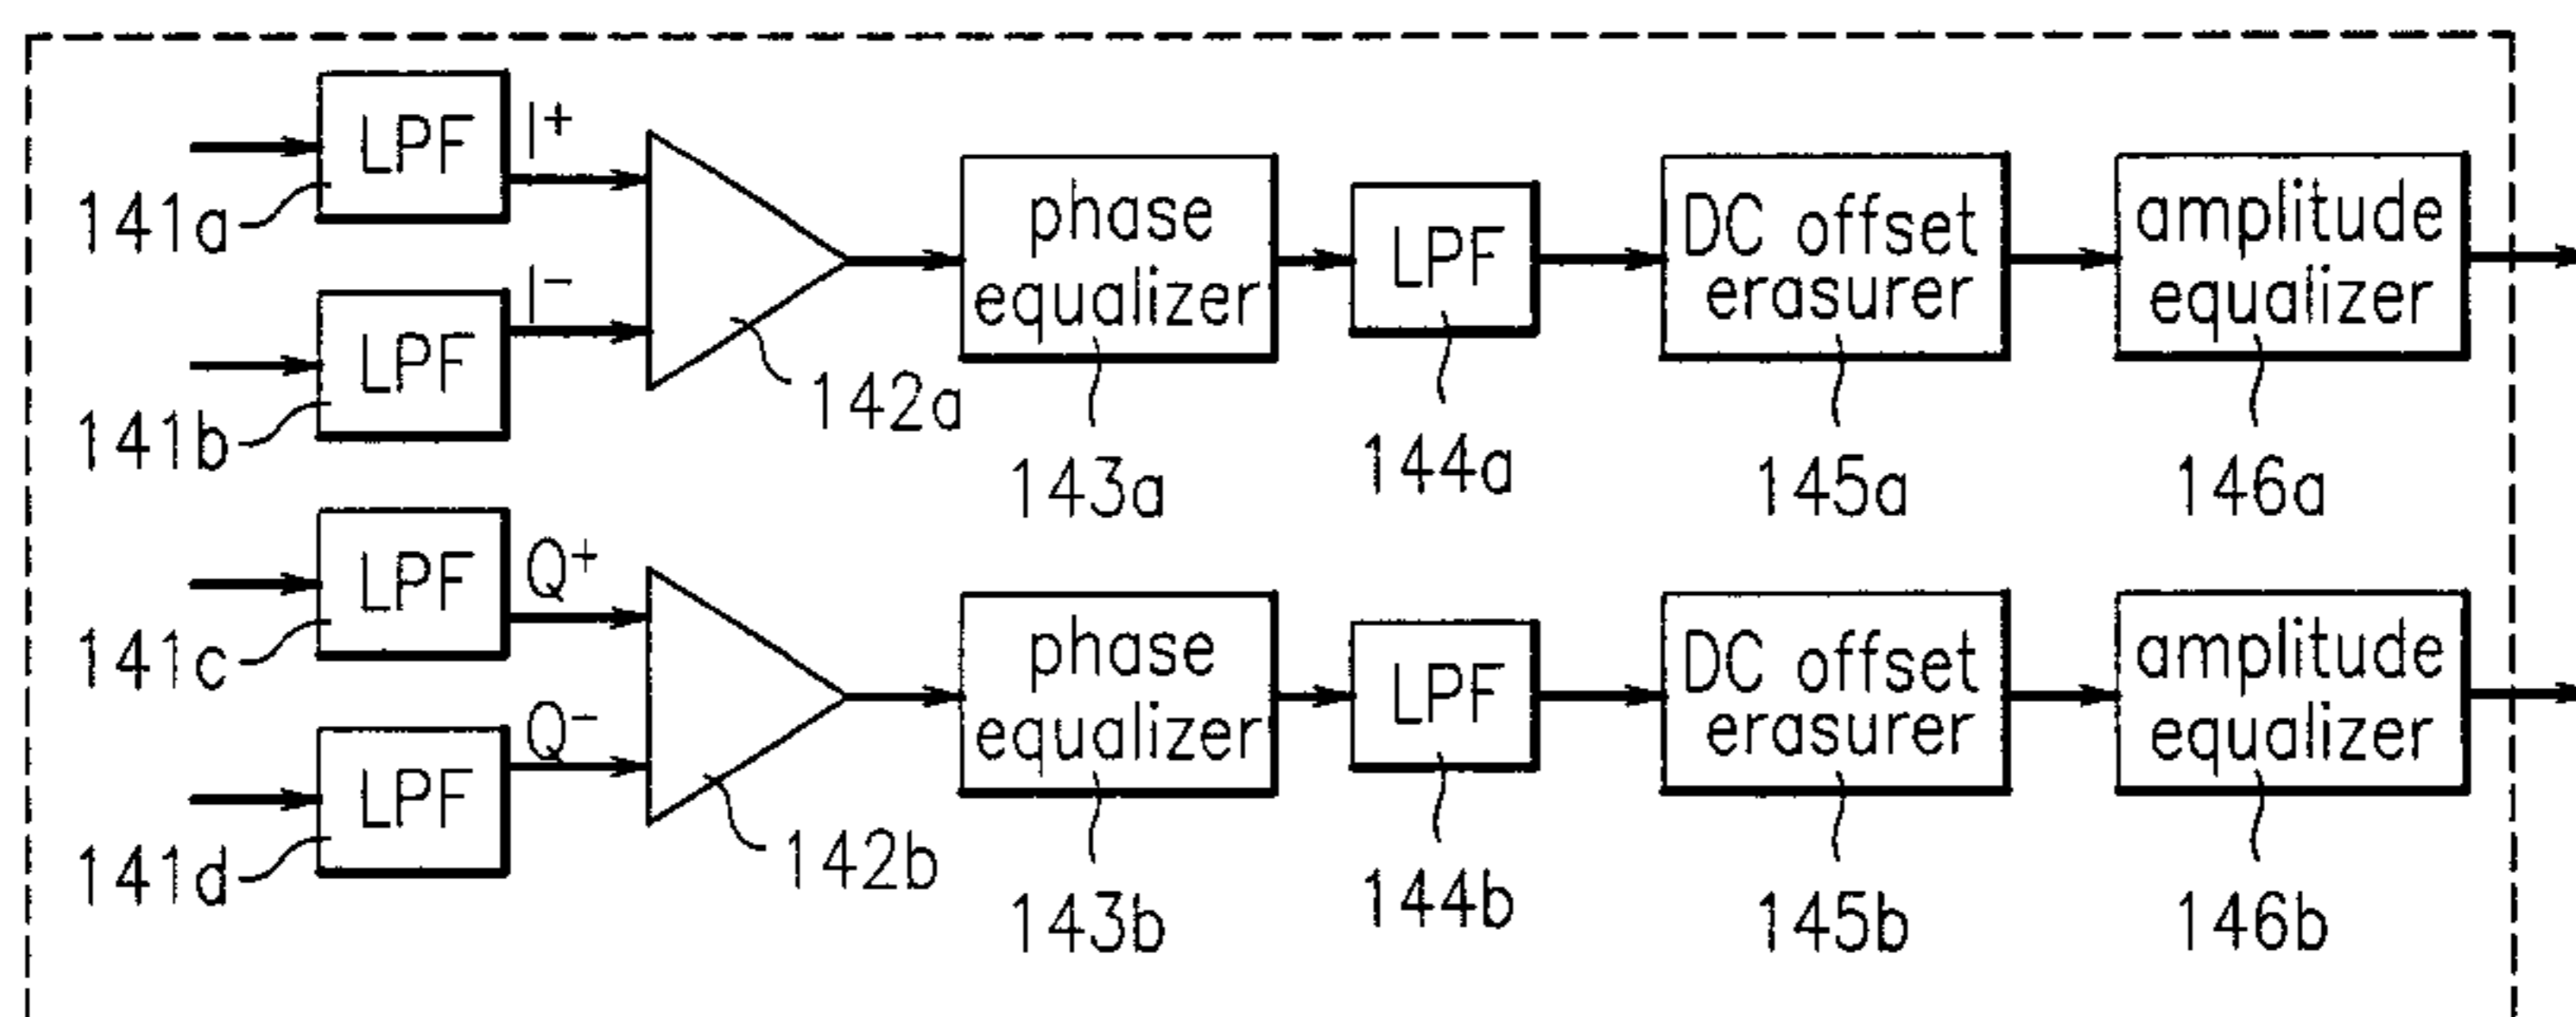 LPF
I+
141a
LPF
I-
141b
142a
phase
equalizer
143a
LPF
144a
DC offset
erasurer
145a
amplitude
equalizer
146a
LPF
Q+
141c
LPF
Q-
141d
142b
phase
equalizer
143b
LPF
144b
DC offset
erasurer
145b
amplitude
equalizer
146b